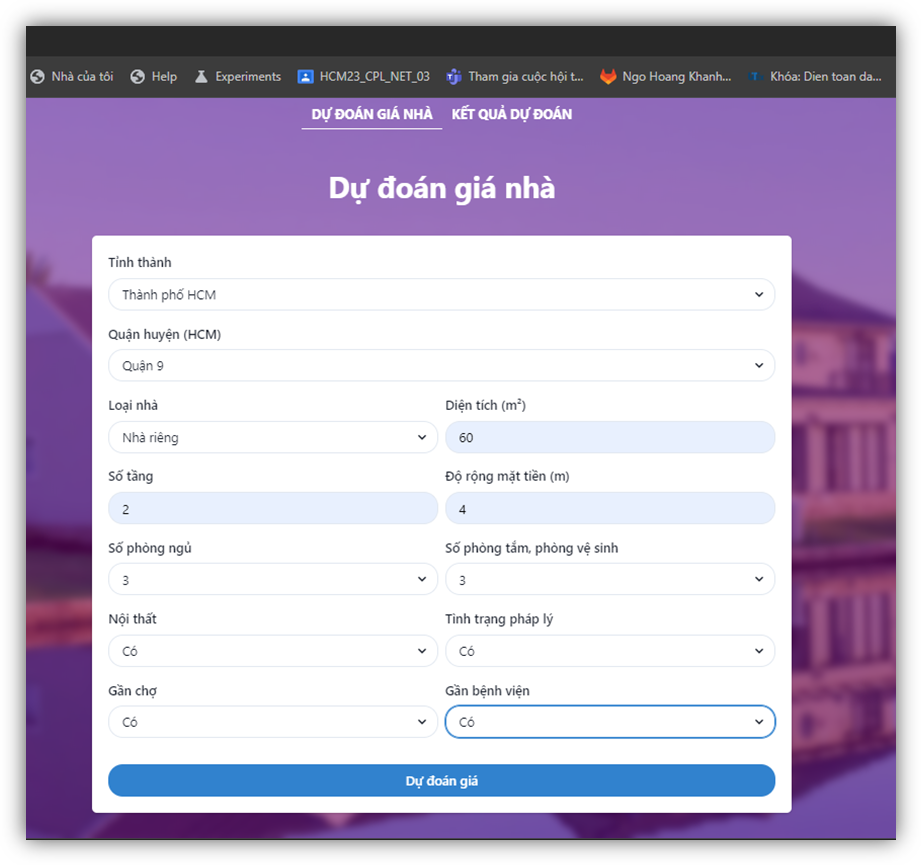 Nhà của tôi Help Experiments HCM23_CPL_NET_03 Tham gia cuộc hội t... Ngo Hoang Khanh... Khóa: Dien toan da...
DỰ ĐOÁN GIÁ NHÀ KẾT QUẢ DỰ ĐOÁN
Dự đoán giá nhà
Tỉnh thành
Thành phố HCM
Quận huyện (HCM)
Quận 9
Loại nhà Diện tích (m²)
Nhà riêng 60
Số tầng Độ rộng mặt tiền (m)
2 4
Số phòng ngủ Số phòng tắm, phòng vệ sinh
3 3
Nội thất Tình trạng pháp lý
Có Có
Gần chợ Gần bệnh viện
Có Có
Dự đoán giá